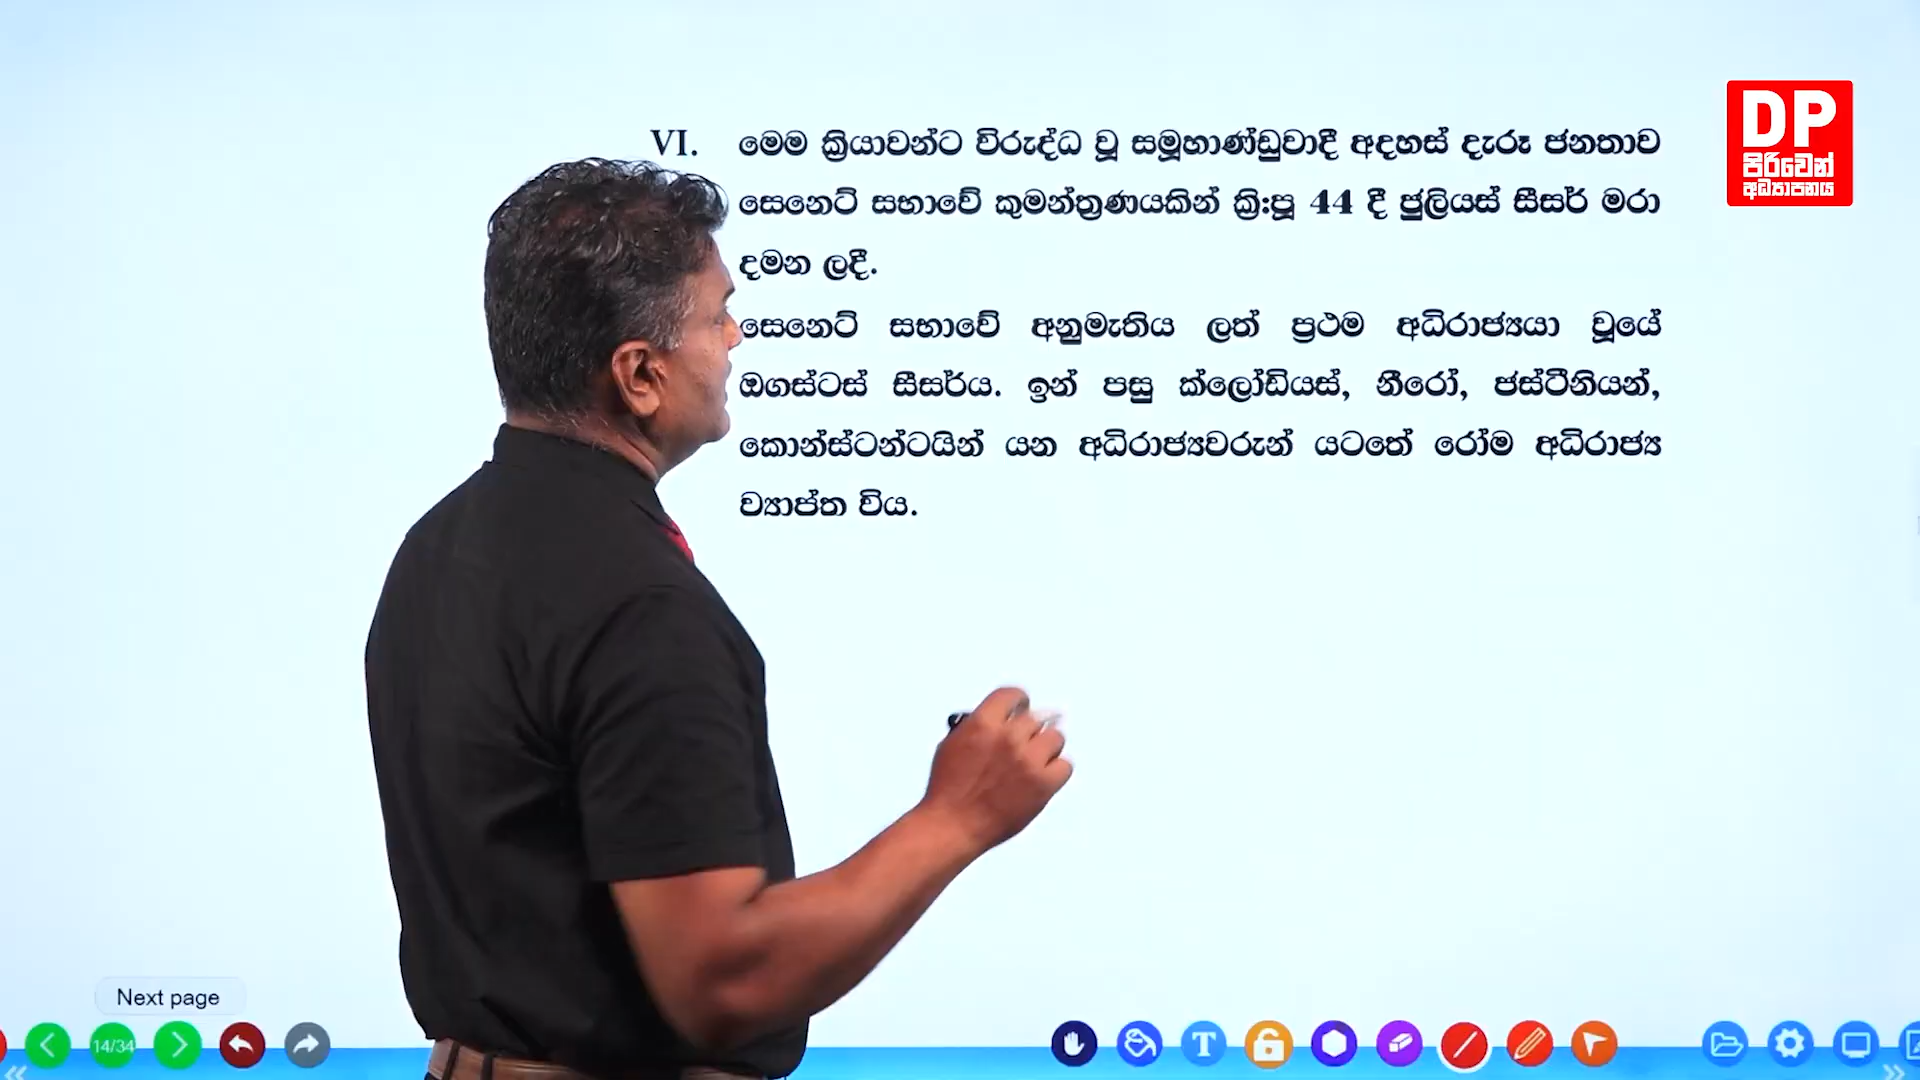 VI. මෙම ක්‍රියාවන්ට විරුද්ධ වූ සමූහාණ්ඩුවාදී අදහස් දැරූ ජනතාව
සෙනෙට් සභාවේ කුමන්ත්‍රණයකින් ක්‍රි:පූ 44 දී ජුලියස් සීසර් මරා
දමන ලදී.
සෙනෙට් සභාවේ අනුමැතිය ලත් ප්‍රථම අධිරාජ්‍යයා වූයේ
ඔගස්ටස් සීසර්ය. ඉන් පසු ක්ලෝඩියස්, නීරෝ, ජස්ටීනියන්,
කොන්ස්ටන්ටයින් යන අධිරාජ්‍යවරුන් යටතේ රෝම අධිරාජ්‍ය
ව්‍යාප්ත විය.
DP
පිරිවෙන්
අධ්‍යාපනය
Next page
14/34
T